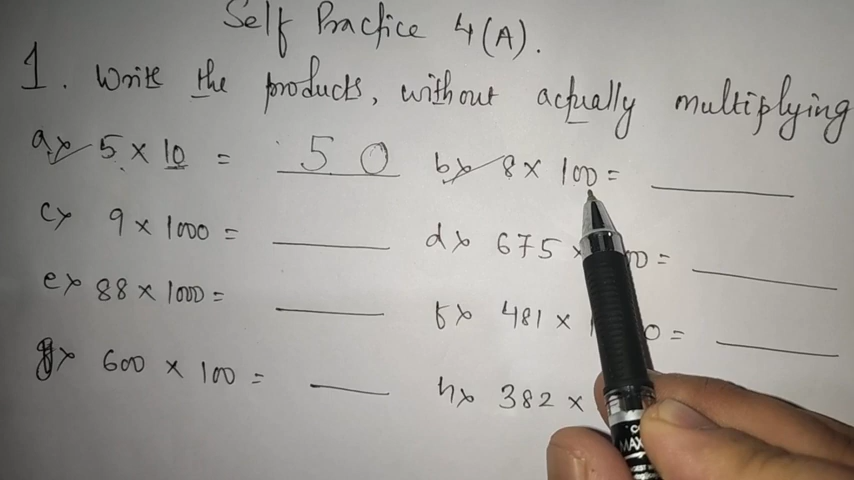 Self Practice 4(A).
1. Write the products, without actually multiplying
a> 5 × 10 = 50 b> 8 × 100 =
c> 9 × 1000 = d> 675 ×
e> 88 × 1000 = f> 481 ×
g> 600 × 100 = h> 382 ×